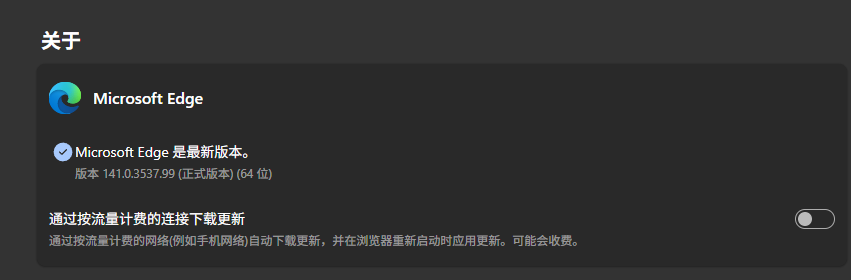 关于
Microsoft Edge
Microsoft Edge 是最新版本。
版本 141.0.3537.99 (正式版本) (64 位)
通过按流量计费的连接下载更新
通过按流量计费的网络(例如手机网络)自动下载更新，并在浏览器重新启动时应用更新。可能会收费。